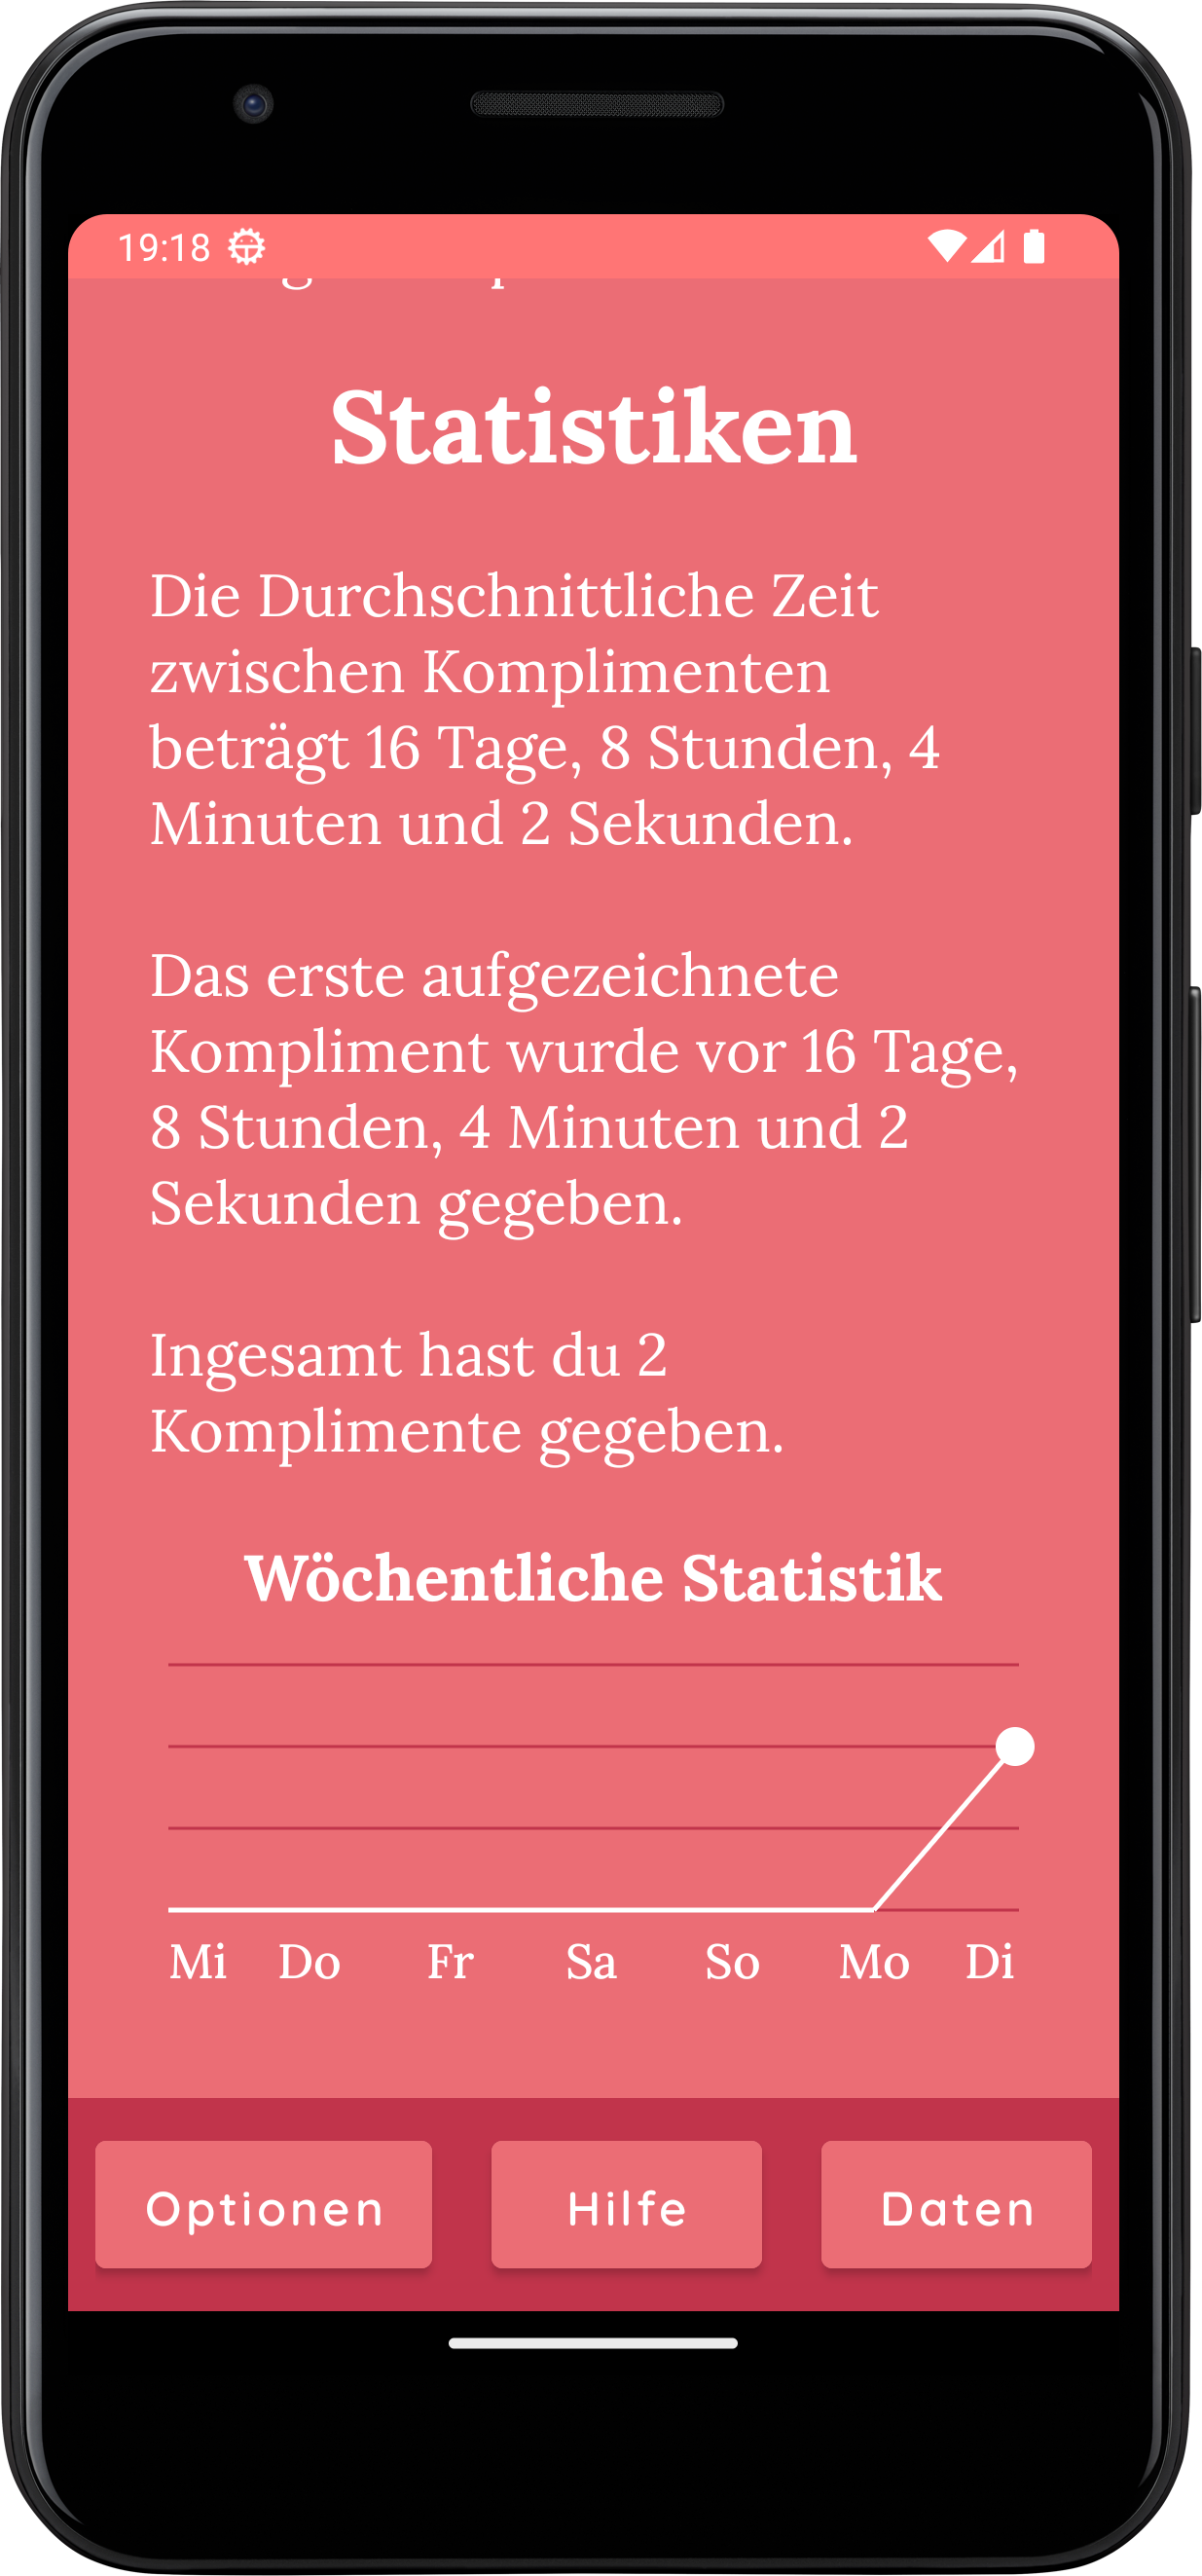 19:18
Statistiken
Die Durchschnittliche Zeit
zwischen Komplimenten
beträgt 16 Tage, 8 Stunden, 4
Minuten und 2 Sekunden.
Das erste aufgezeichnete
Kompliment wurde vor 16 Tage,
8 Stunden, 4 Minuten und 2
Sekunden gegeben.
Ingesamt hast du 2
Komplimente gegeben.
Wöchentliche Statistik
Mi Do Fr Sa So Mo Di
Optionen Hilfe Daten